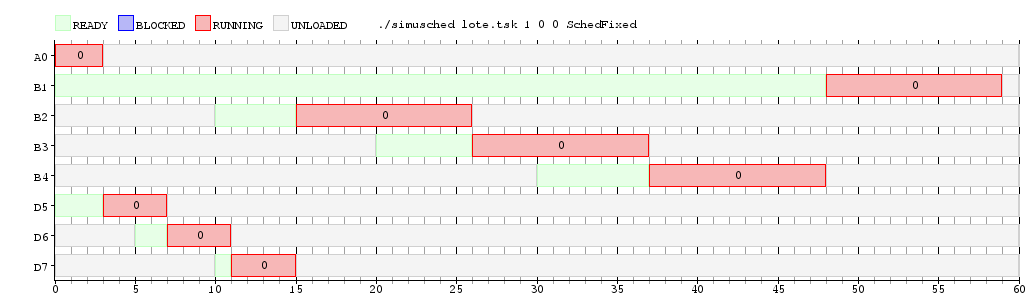 READY BLOCKED RUNNING UNLOADED ./simusched lote.tsk 1 0 0 SchedFixed
A0 0
B1 0
B2 0
B3 0
B4 0
D5 0
D6 0
D7 0
0 5 10 15 20 25 30 35 40 45 50 55 60